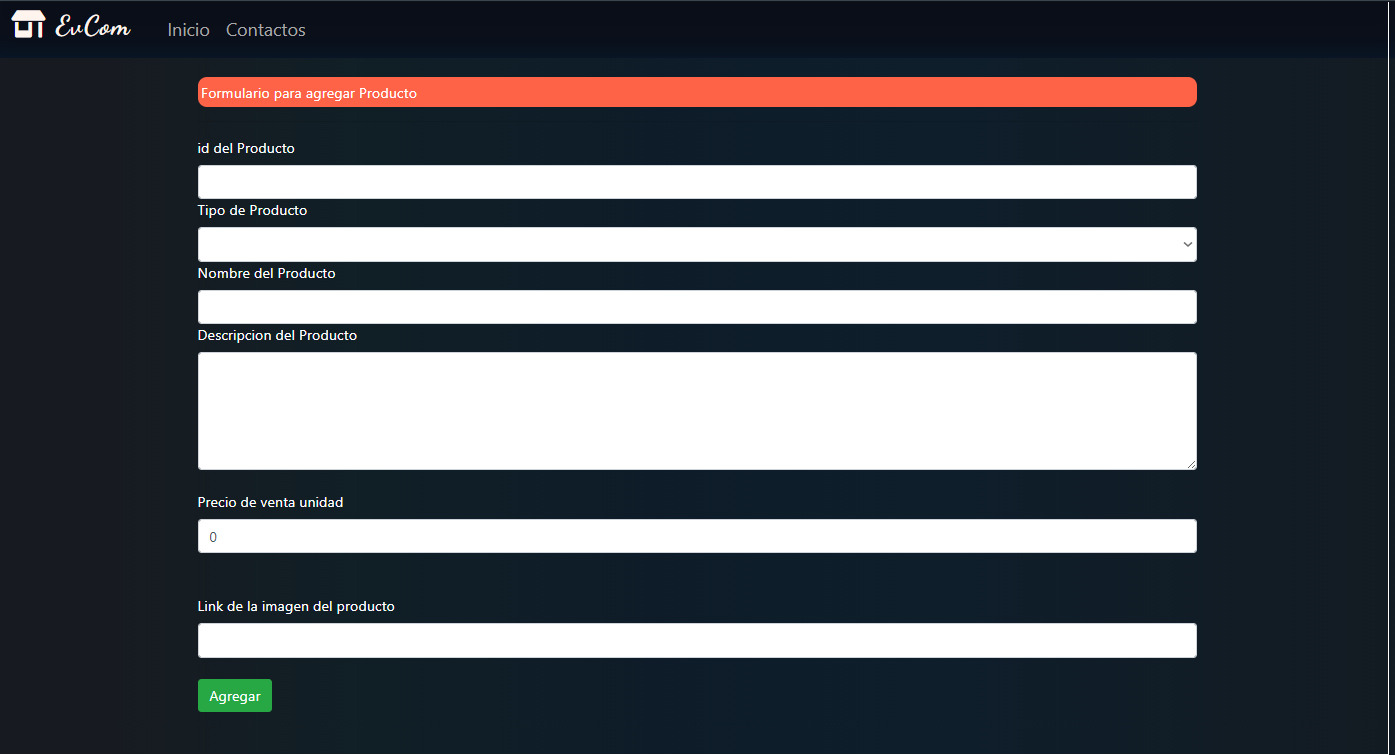 EvCom Inicio Contactos
Formulario para agregar Producto
id del Producto
Tipo de Producto
Nombre del Producto
Descripcion del Producto
Precio de venta unidad
0
Link de la imagen del producto
Agregar